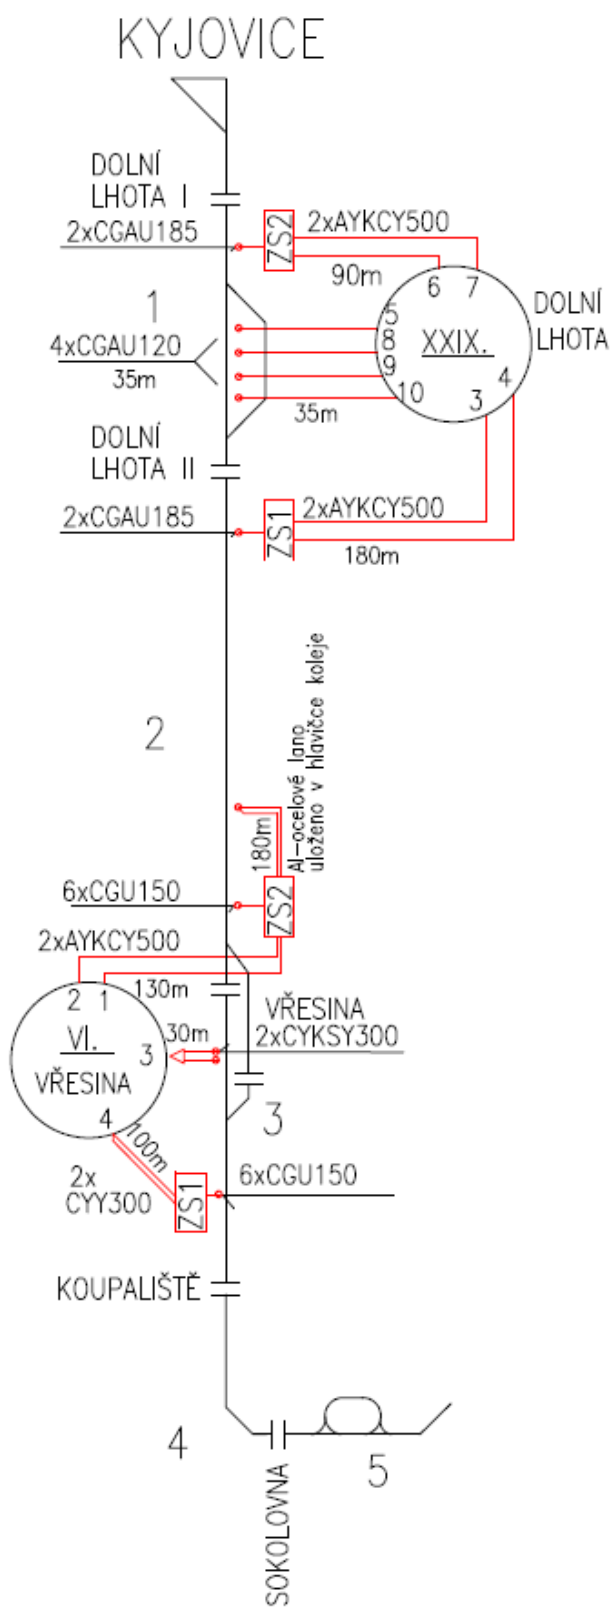 KYJOVICE
DOLNÍ
LHOTA I
2xCGAU185
ZS2
2xAYKCY500
90m
6
7
1
4xCGAU120
35m
5
8
9
10
35m
XXIX.
3
4
DOLNÍ
LHOTA
DOLNÍ
LHOTA II
2xCGAU185
ZS1
2xAYKCY500
180m
2
180m
Al-ocelové lano
uloženo v hlavičce koleje
6xCGU150
ZS2
2xAYKCY500
130m
2
1
VI.
VŘESINA
3
4
30m
VŘESINA
2xCYKSY300
3
100m
2x
CYY300
ZS1
6xCGU150
KOUPALIŠTĚ
4
SOKOLOVNA
5